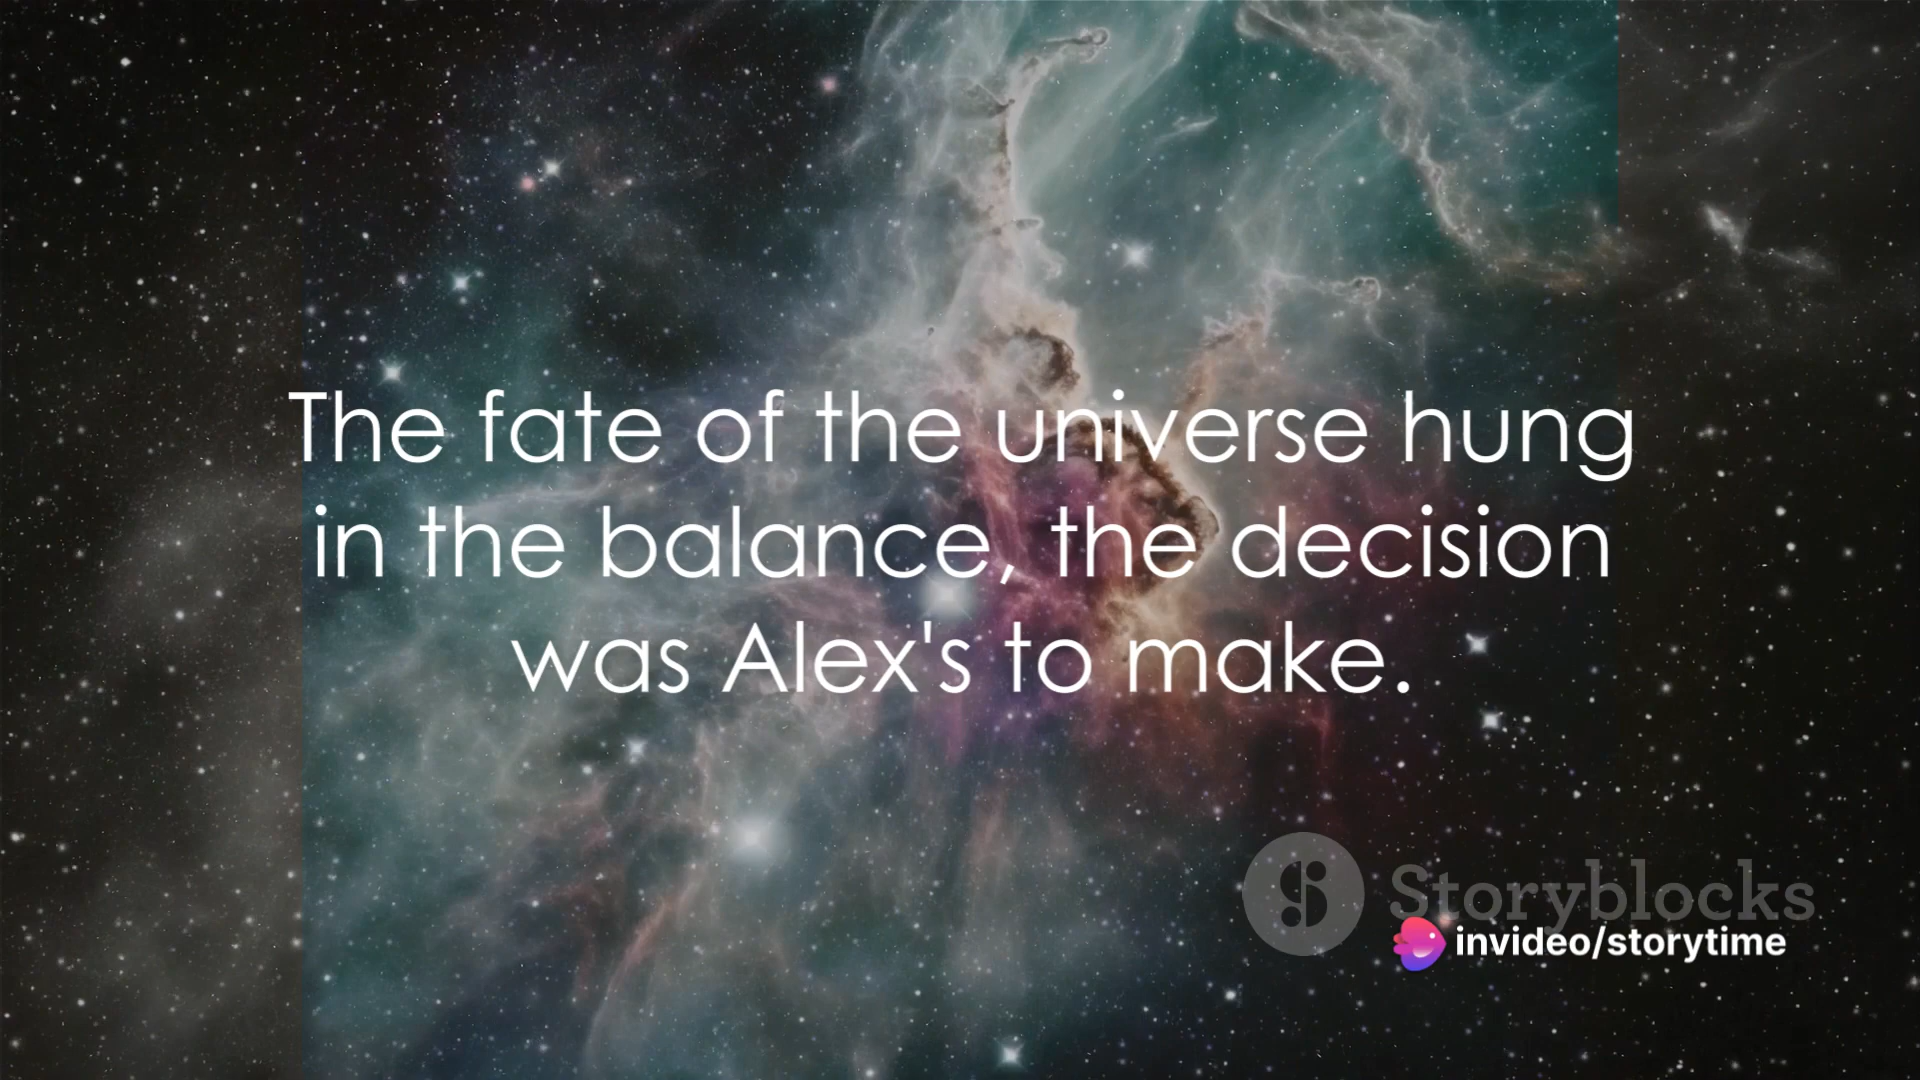 The fate of the universe hung
in the balance, the decision
was Alex's to make.
Storyblocks
invideo/storytime